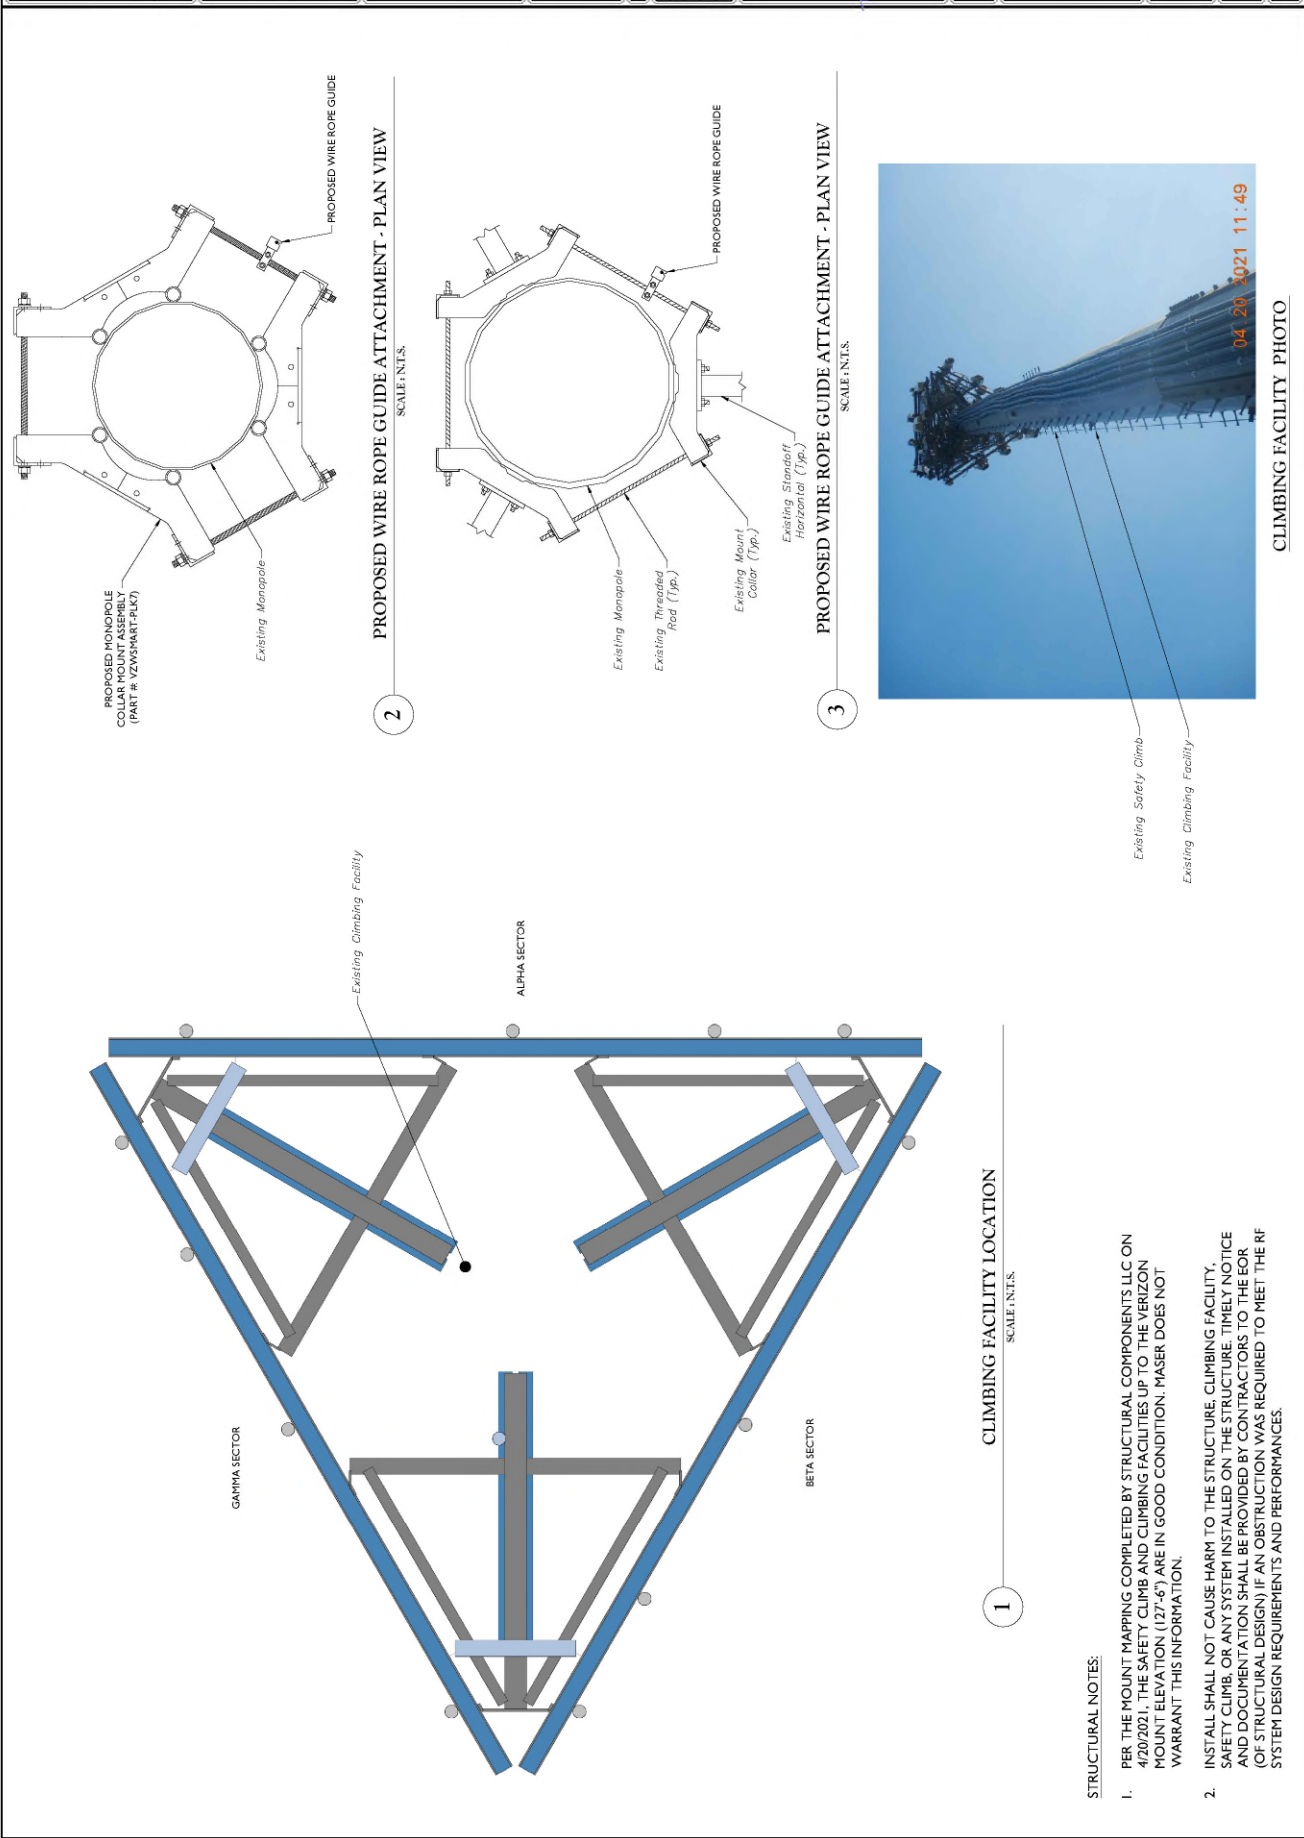 GAMMA SECTOR
Existing Climbing Facility
ALPHA SECTOR
BETA SECTOR
1
CLIMBING FACILITY LOCATION
SCALE : N.T.S.
STRUCTURAL NOTES:
1. PER THE MOUNT MAPPING COMPLETED BY STRUCTURAL COMPONENTS LLC ON
4/20/2021, THE SAFETY CLIMB AND CLIMBING FACILITIES UP TO THE VERIZON
MOUNT ELEVATION (127'-6") ARE IN GOOD CONDITION. MASER DOES NOT
WARRANT THIS INFORMATION.
2. INSTALL SHALL NOT CAUSE HARM TO THE STRUCTURE, CLIMBING FACILITY,
SAFETY CLIMB, OR ANY SYSTEM INSTALLED ON THE STRUCTURE. TIMELY NOTICE
AND DOCUMENTATION SHALL BE PROVIDED BY CONTRACTORS TO THE EOR
(OF STRUCTURAL DESIGN) IF AN OBSTRUCTION WAS REQUIRED TO MEET THE RF
SYSTEM DESIGN REQUIREMENTS AND PERFORMANCES.
PROPOSED MONOPOLE
COLLAR MOUNT ASSEMBLY
(PART #: VZWSMART-PLK7)
Existing Monopole
PROPOSED WIRE ROPE GUIDE
2
PROPOSED WIRE ROPE GUIDE ATTACHMENT - PLAN VIEW
SCALE : N.T.S.
Existing Monopole
Existing Threaded
Rod (Typ.)
Existing Mount
Collar (Typ.)
Existing Standoff
Horizontal (Typ.)
PROPOSED WIRE ROPE GUIDE
3
PROPOSED WIRE ROPE GUIDE ATTACHMENT - PLAN VIEW
SCALE : N.T.S.
04 20 2021 11:49
Existing Safety Climb
Existing Climbing Facility
CLIMBING FACILITY PHOTO